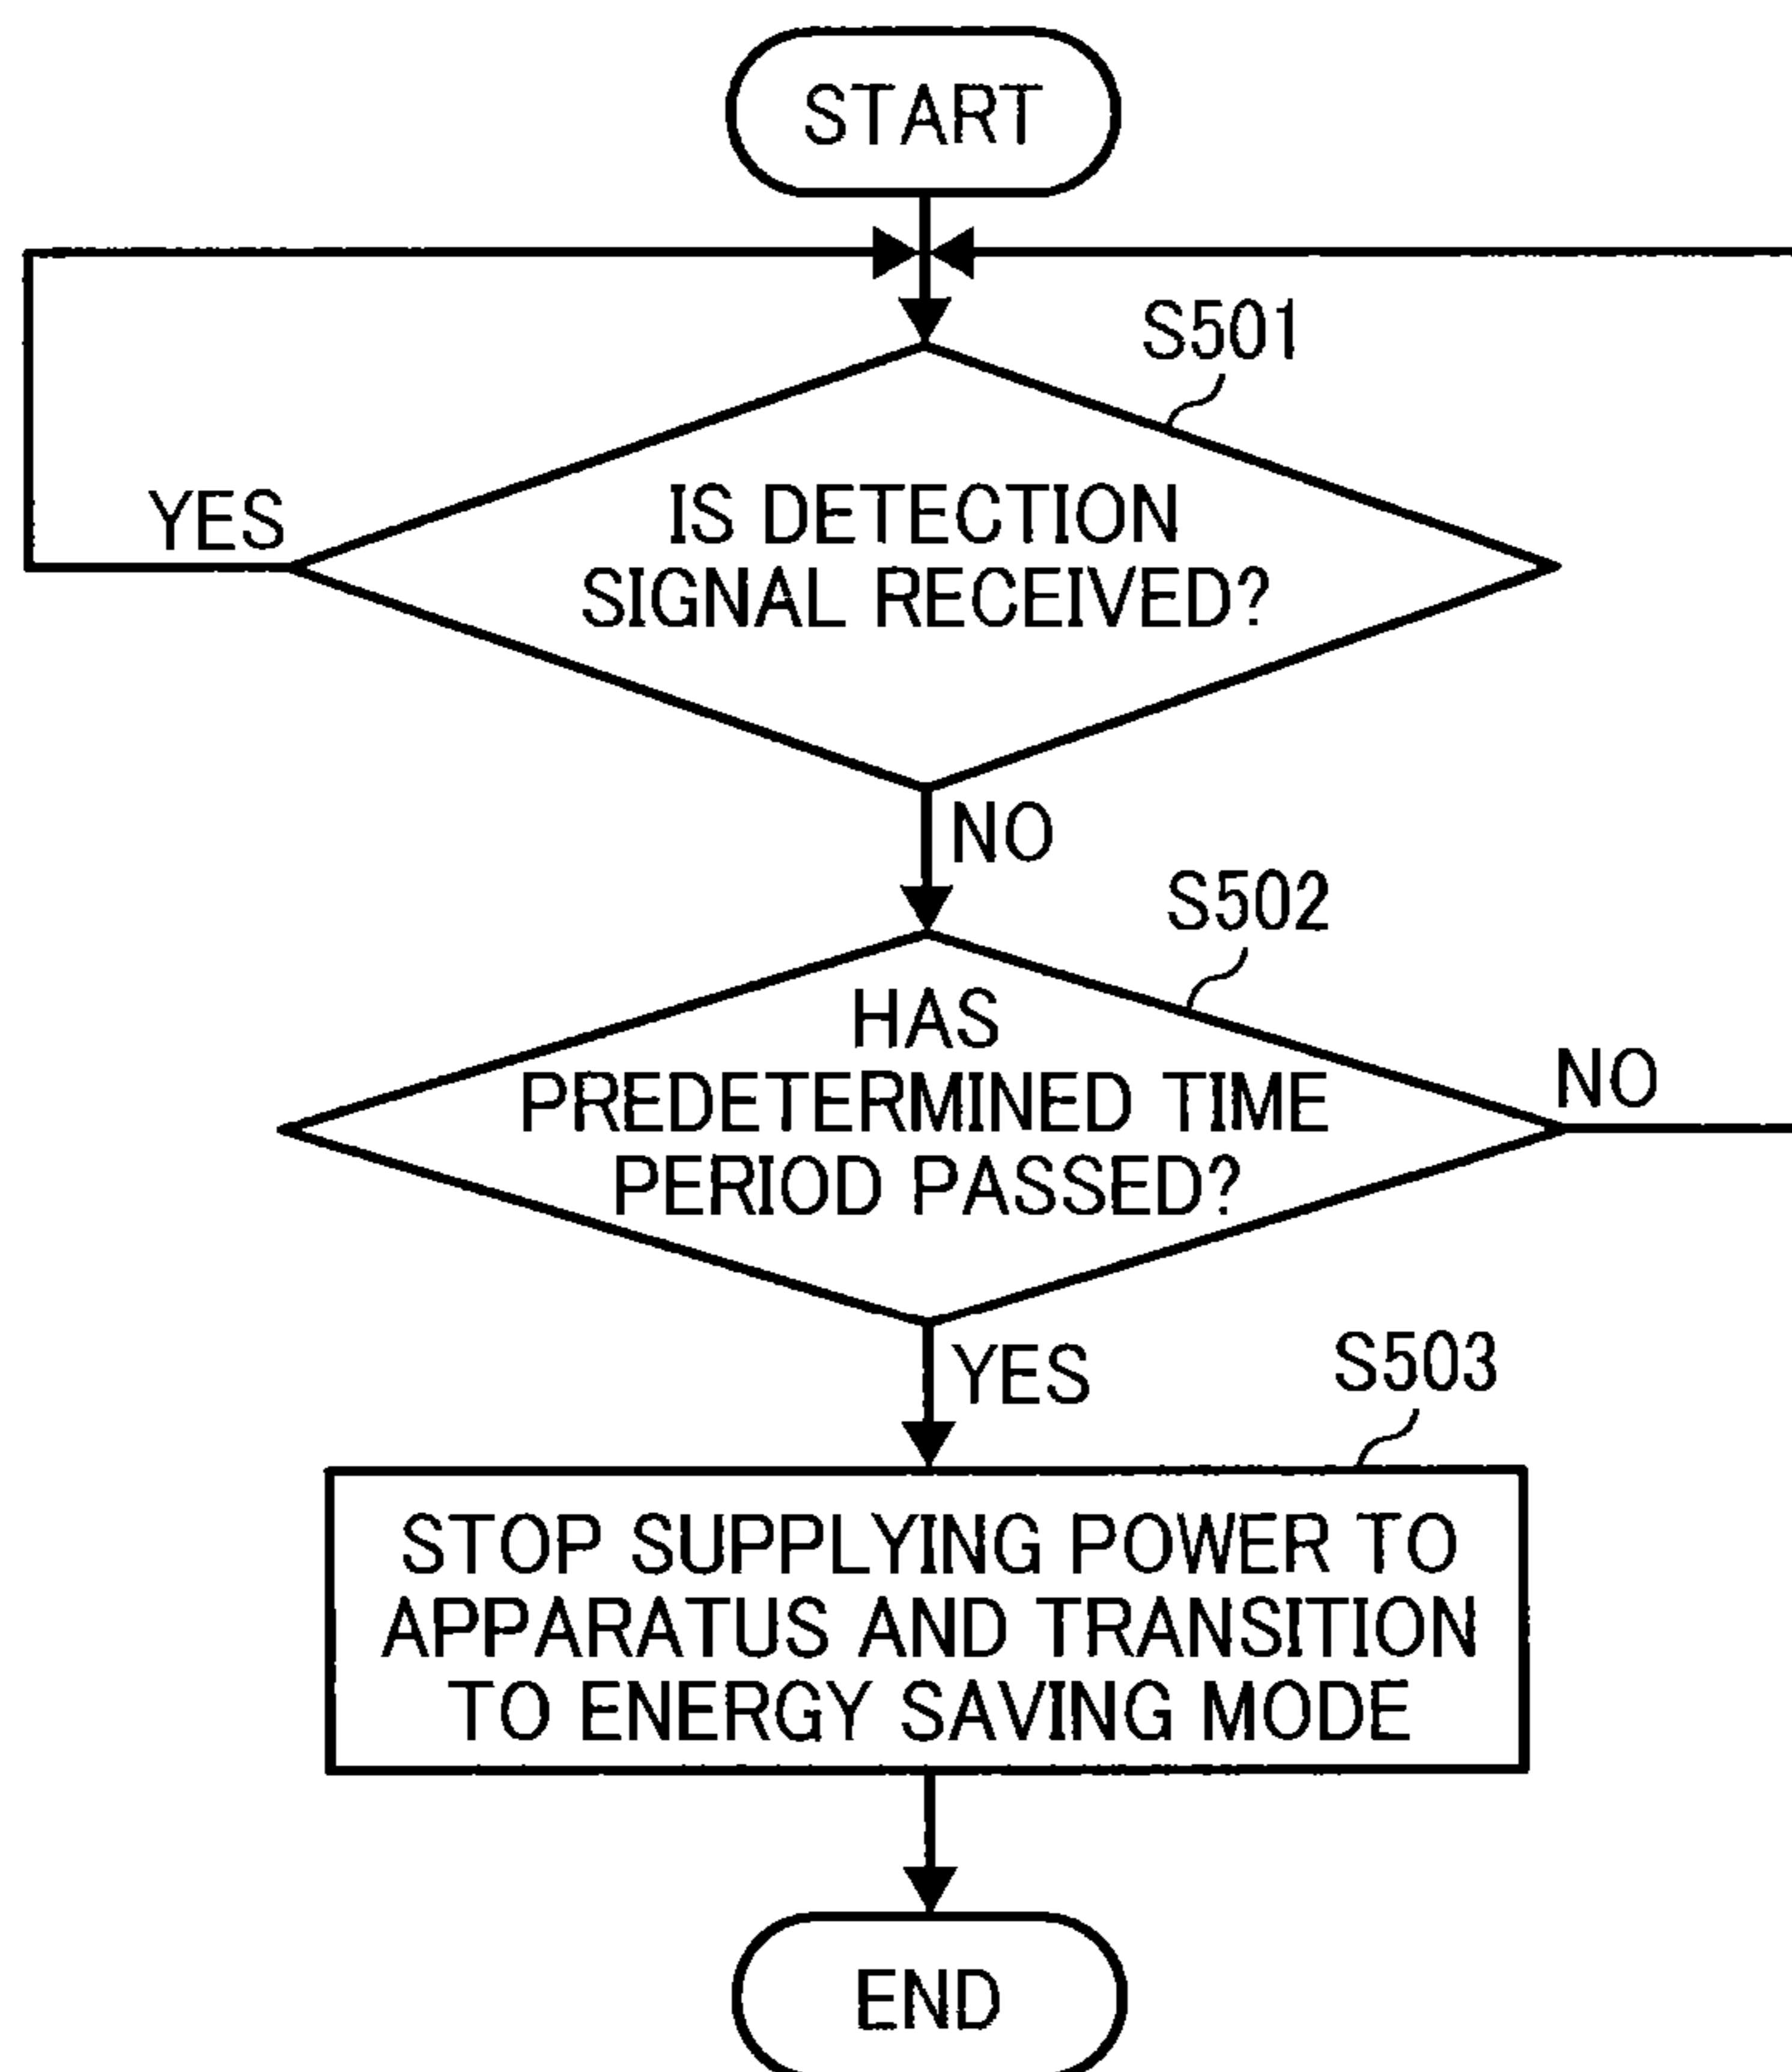 START
S501
IS DETECTION
SIGNAL RECEIVED?
YES
NO
S502
HAS
PREDETERMINED TIME
PERIOD PASSED?
NO
YES
S503
STOP SUPPLYING POWER TO
APPARATUS AND TRANSITION
TO ENERGY SAVING MODE
END